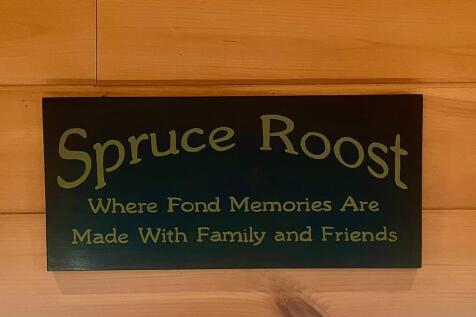 Spruce Roost
Where Fond Memories Are
Made With Family and Friends